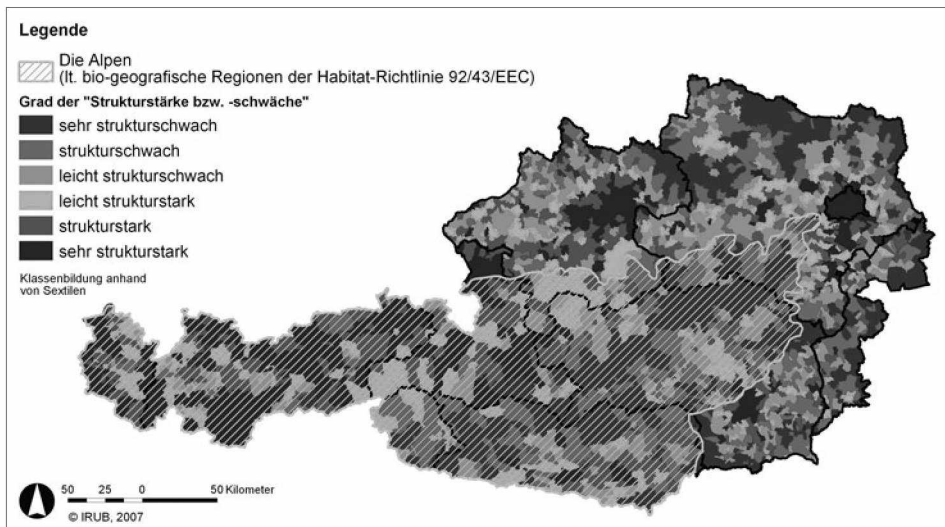 Legende
Die Alpen
(lt. bio-geografische Regionen der Habitat-Richtlinie 92/43/EEC)
Grad der "Strukturstärke bzw. -schwäche"
sehr strukturschwach
strukturschwach
leicht strukturschwach
leicht strukturstark
strukturstark
sehr strukturstark
Klassenbildung anhand
von Sextilen
50 25 0 50 Kilometer
© IRUB, 2007